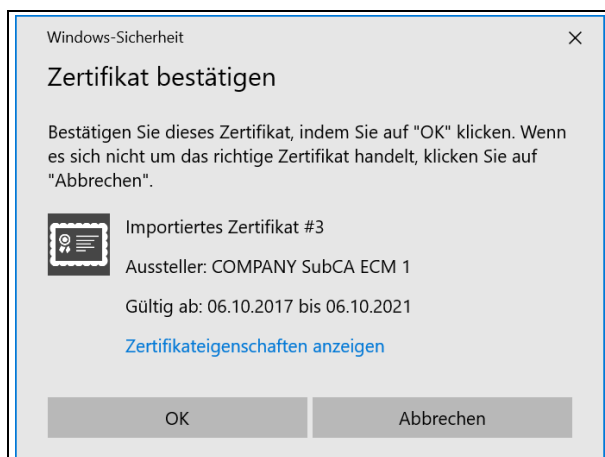 Windows-Sicherheit
Zertifikat bestätigen
Bestätigen Sie dieses Zertifikat, indem Sie auf "OK" klicken. Wenn
es sich nicht um das richtige Zertifikat handelt, klicken Sie auf
"Abbrechen".
Importiertes Zertifikat #3
Aussteller: COMPANY SubCA ECM 1
Gültig ab: 06.10.2017 bis 06.10.2021
Zertifikateigenschaften anzeigen
OK
Abbrechen